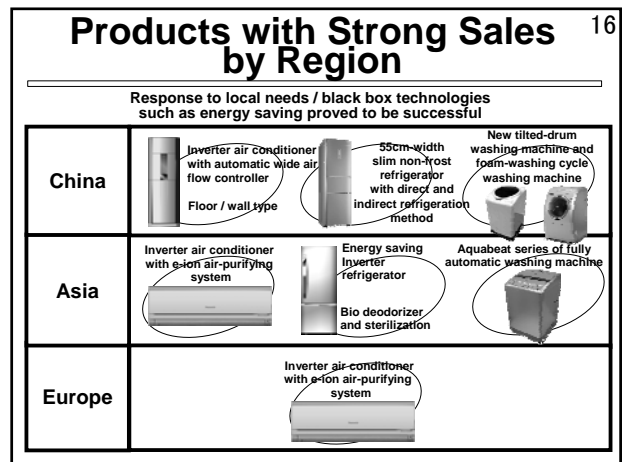 Products with Strong Sales
by Region
16
Response to local needs / black box technologies
such as energy saving proved to be successful
China
Inverter air conditioner
with automatic wide air
flow controller
Floor / wall type
55cm-width
slim non-frost
refrigerator
with direct and
indirect refrigeration
method
New tilted-drum
washing machine and
foam-washing cycle
washing machine
Asia
Inverter air conditioner
with e-ion air-purifying
system
Energy saving
Inverter
refrigerator
Bio deodorizer
and sterilization
Aquabeat series of fully
automatic washing machine
Europe
Inverter air conditioner
with e-ion air-purifying
system